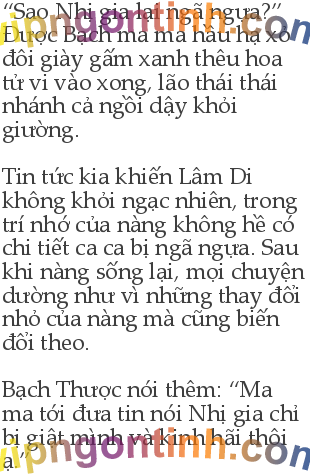 “Sao Nhị gia lại ngã ngựa?”
Được Bạch ma ma hầu hạ xỏ
đôi giày gấm xanh thêu hoa
tử vi vào xong, lão thái thái
nhánh cả ngồi dậy khỏi
giường.
Tin tức kia khiến Lâm Di
không khỏi ngạc nhiên, trong
trí nhớ của nàng không hề có
chi tiết ca ca bị ngã ngựa. Sau
khi nàng sống lại, mọi chuyện
dường như vì những thay đổi
nhỏ của nàng mà cũng biến
đổi theo.
Bạch Thược nói thêm: “Ma
ma tới đưa tin nói Nhị gia chỉ
bị giật mình và kinh hãi thôi
ạ.”
vipngontinh.com
vipngontinh.com